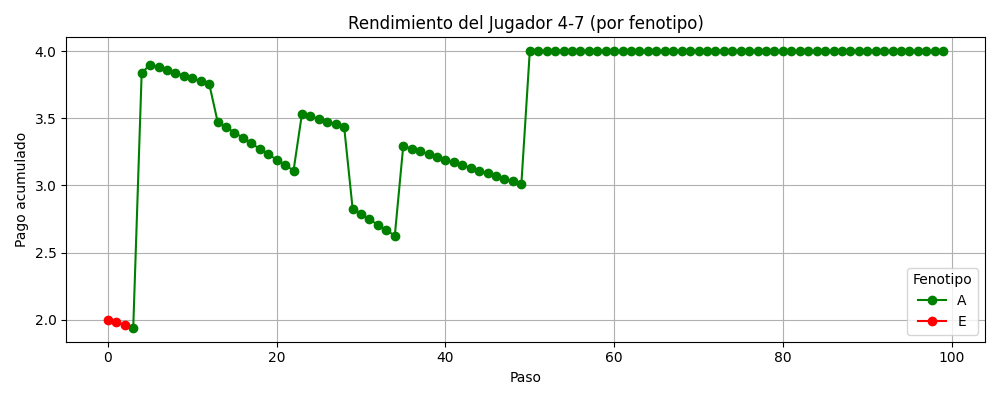 Rendimiento del Jugador 4-7 (por fenotipo)
Pago acumulado
4.0
3.5
3.0
2.5
2.0
Fenotipo
A
E
0 20 40 60 80 100
Paso